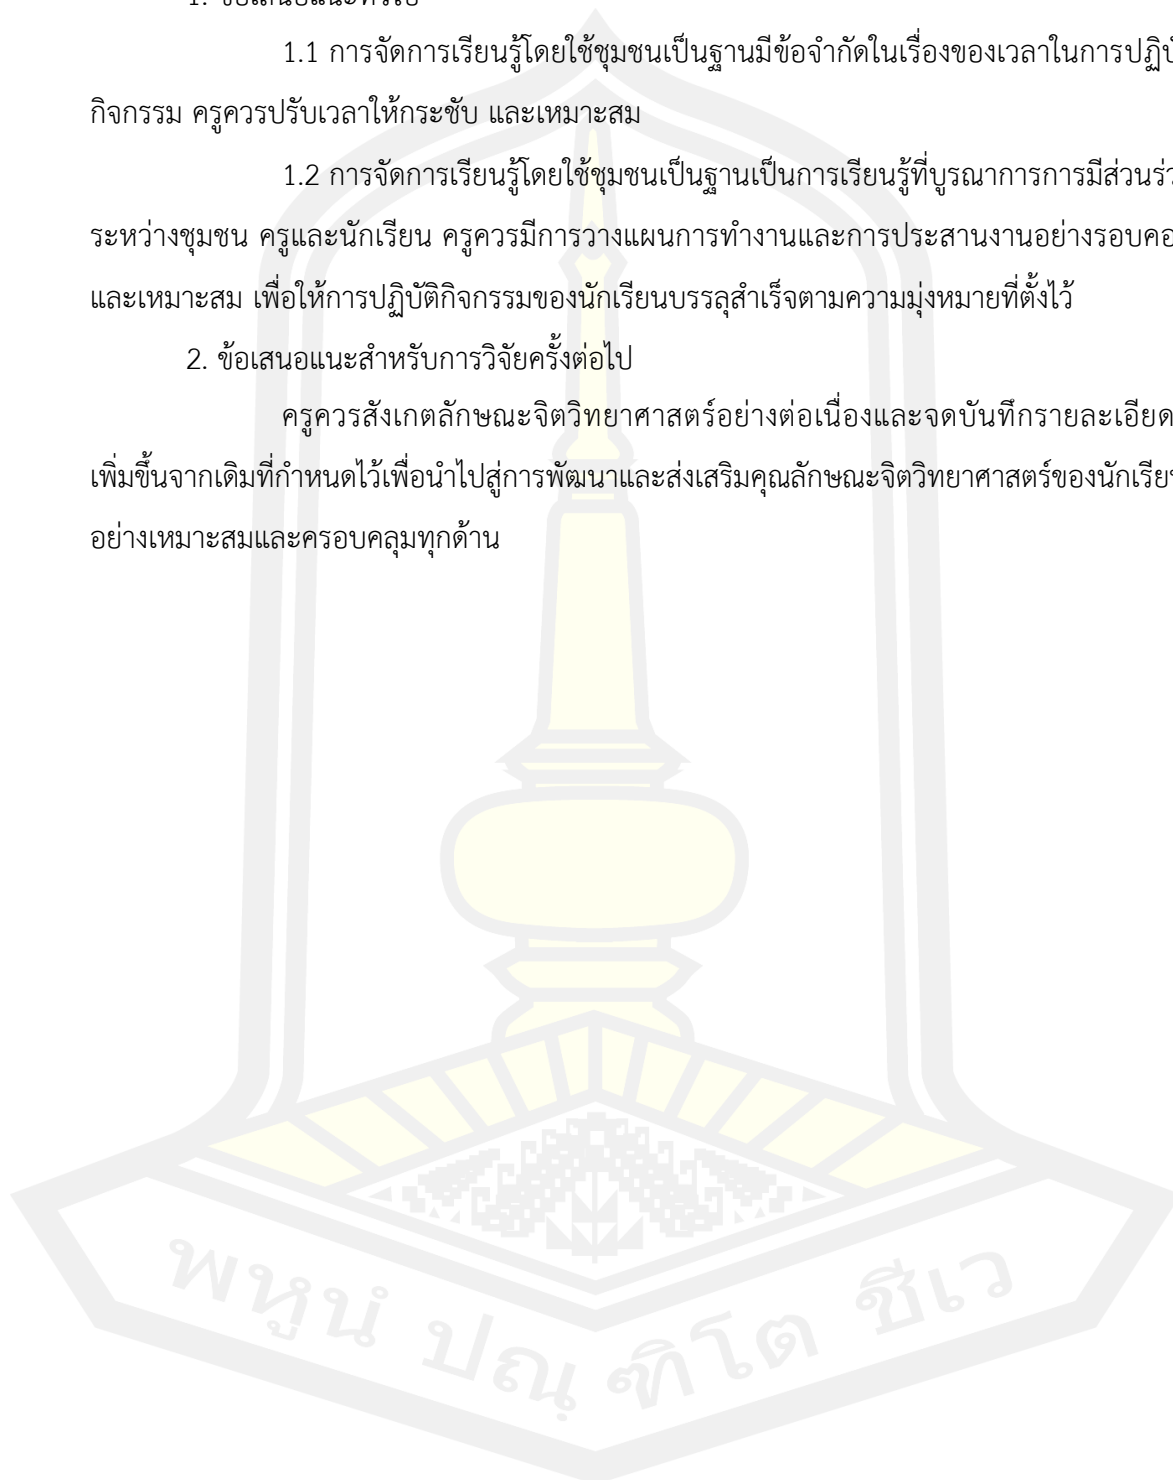 1. ข้อเสนอแนะทั่วไป
1.1 การจัดการเรียนรู้โดยใช้ชุมชนเป็นฐานมีข้อจำกัดในเรื่องของเวลาในการปฏิบั
กิจกรรม ครูควรปรับเวลาให้กระชับ และเหมาะสม
1.2 การจัดการเรียนรู้โดยใช้ชุมชนเป็นฐานเป็นการเรียนรู้ที่บูรณาการการมีส่วนร่ว
ระหว่างชุมชน ครูและนักเรียน ครูควรมีการวางแผนการทำงานและการประสานงานอย่างรอบคอ
และเหมาะสม เพื่อให้การปฏิบัติกิจกรรมของนักเรียนบรรลุสำเร็จตามความมุ่งหมายที่ตั้งไว้
2. ข้อเสนอแนะสำหรับการวิจัยครั้งต่อไป
ครูควรสังเกตลักษณะจิตวิทยาศาสตร์อย่างต่อเนื่องและจดบันทึกรายละเอียด
เพิ่มขึ้นจากเดิมที่กำหนดไว้เพื่อนำไปสู่การพัฒนาและส่งเสริมคุณลักษณะจิตวิทยาศาสตร์ของนักเรีย
อย่างเหมาะสมและครอบคลุมทุกด้าน
พหูนํ ปณฺฑิโต ชีเว